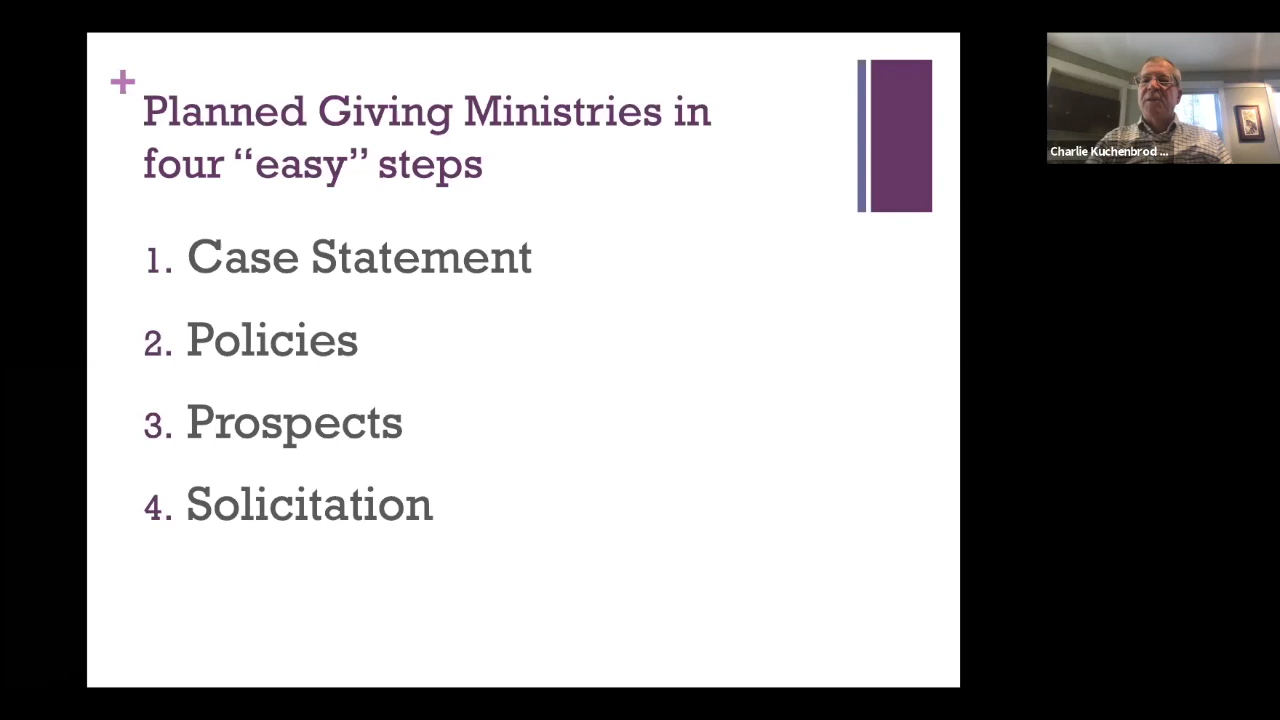 +
Planned Giving Ministries in
four “easy” steps
1. Case Statement
2. Policies
3. Prospects
4. Solicitation
Charlie Kuchenbrod ...